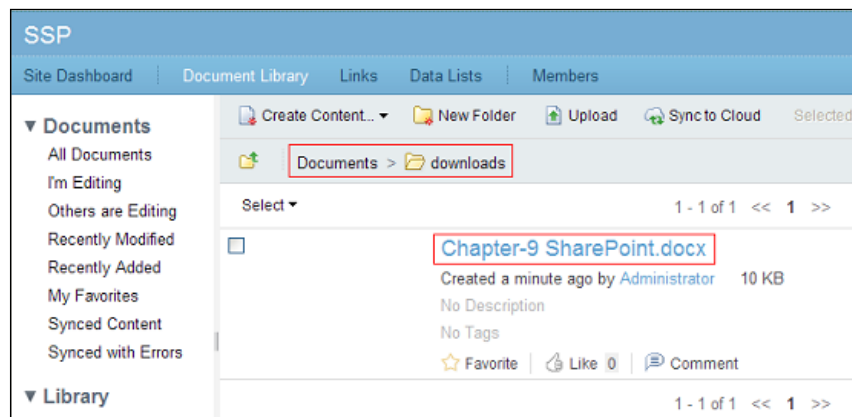 SSP
Site Dashboard Document Library Links Data Lists Members
Create Content... New Folder Upload Sync to Cloud Selected
Documents > downloads
Select 1 - 1 of 1 << 1 >>
Documents
All Documents
I'm Editing
Others are Editing
Recently Modified
Recently Added
My Favorites
Synced Content
Synced with Errors
Library
Chapter-9 SharePoint.docx
Created a minute ago by Administrator 10 KB
No Description
No Tags
Favorite Like 0 Comment
1 - 1 of 1 << 1 >>